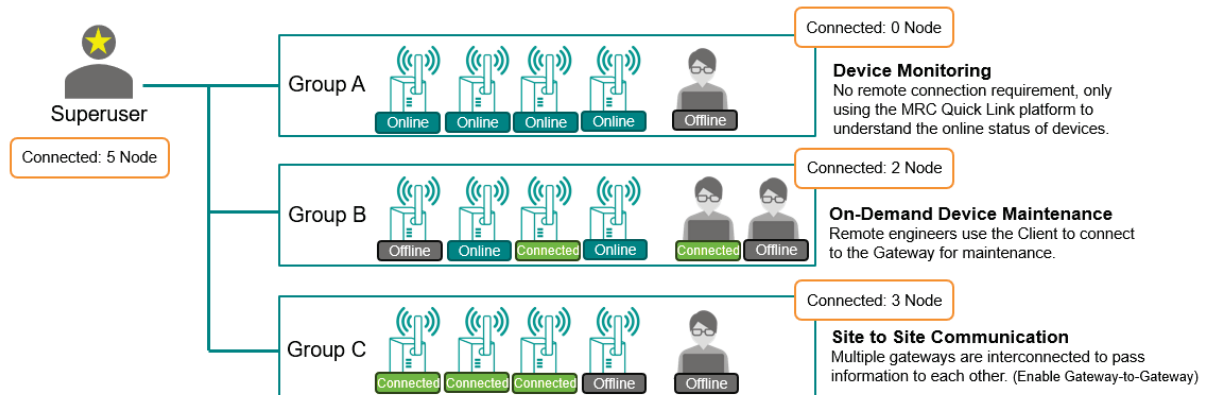 Superuser
Connected: 5 Node
Connected: 0 Node
Group A
Online
Online
Online
Online
Offline
Device Monitoring
No remote connection requirement, only
using the MRC Quick Link platform to
understand the online status of devices.
Connected: 2 Node
Group B
Offline
Online
Connected
Online
Connected
Offline
On-Demand Device Maintenance
Remote engineers use the Client to connect
to the Gateway for maintenance.
Connected: 3 Node
Group C
Connected
Connected
Connected
Offline
Offline
Site to Site Communication
Multiple gateways are interconnected to pass
information to each other. (Enable Gateway-to-Gateway)